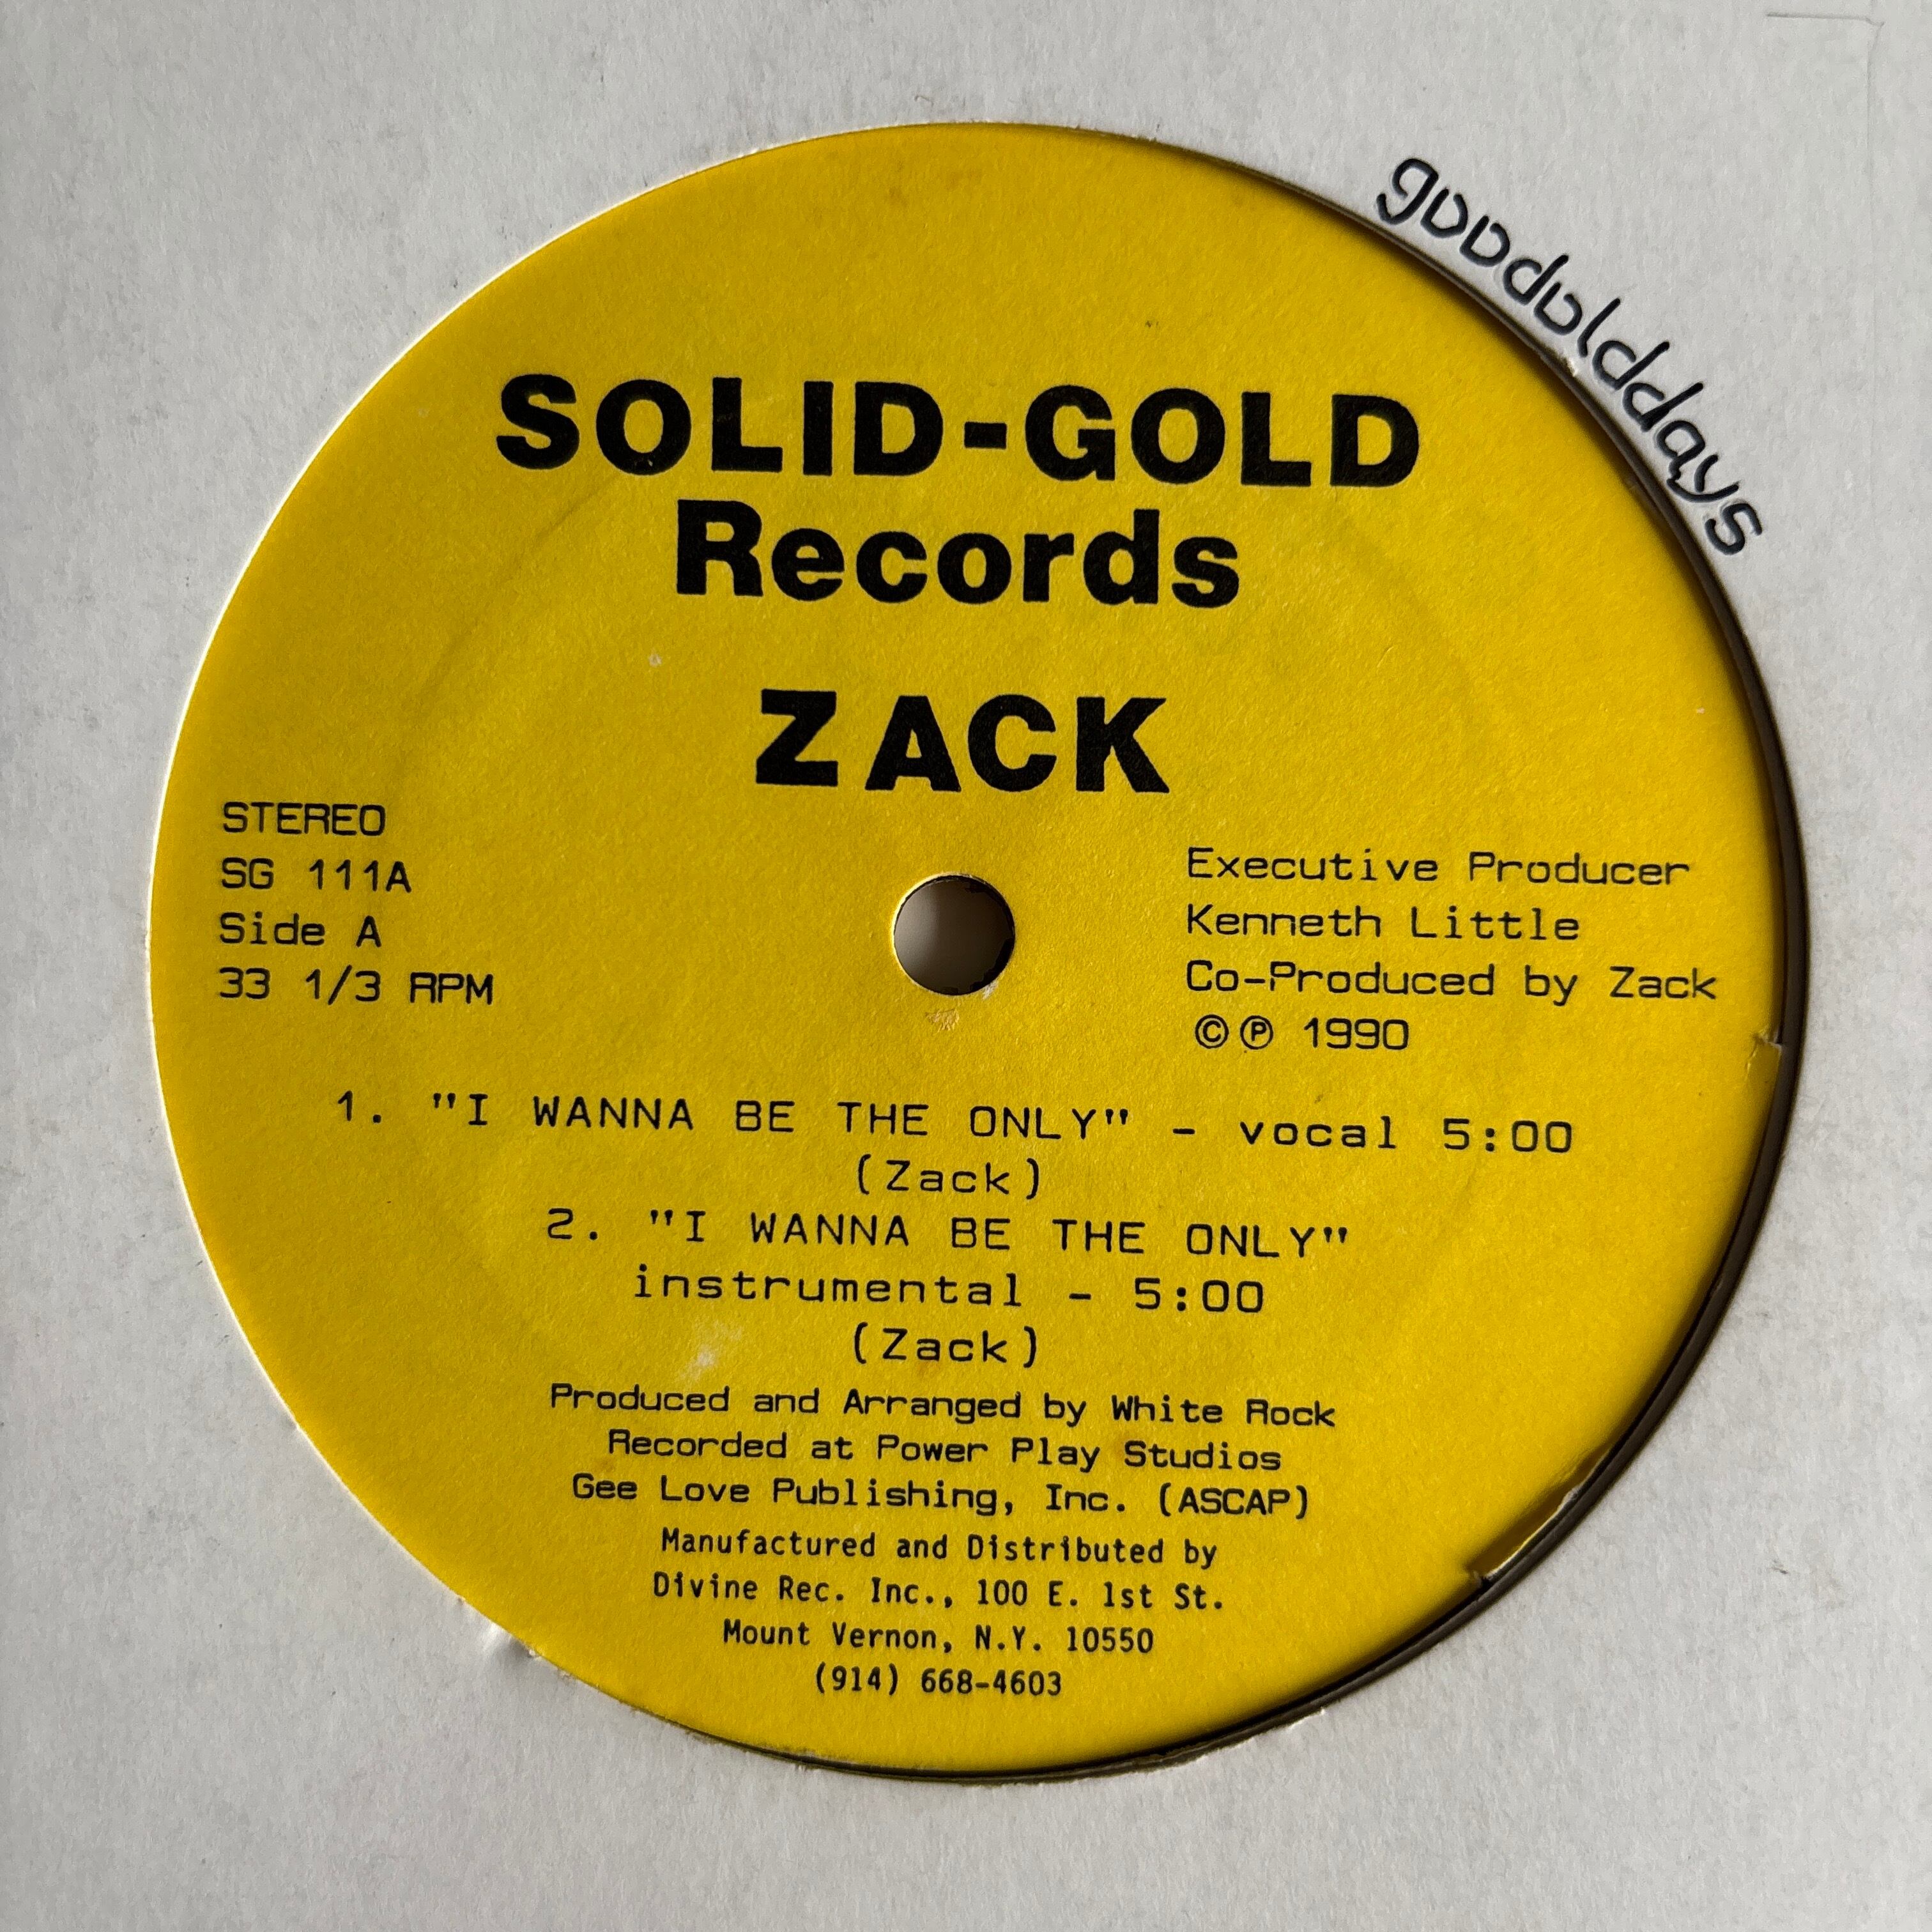 goodolddays
SOLID-GOLD
Records
ZACK
STEREO
SG 111A
Side A
33 1/3 RPM
Executive Producer
Kenneth Little
Co-Produced by Zack
©℗ 1990
1. "I WANNA BE THE ONLY" - vocal 5:00
(Zack)
2. "I WANNA BE THE ONLY"
instrumental - 5:00
(Zack)
Produced and Arranged by White Rock
Recorded at Power Play Studios
Gee Love Publishing, Inc. (ASCAP)
Manufactured and Distributed by
Divine Rec. Inc., 100 E. 1st St.
Mount Vernon, N.Y. 10550
(914) 668-4603